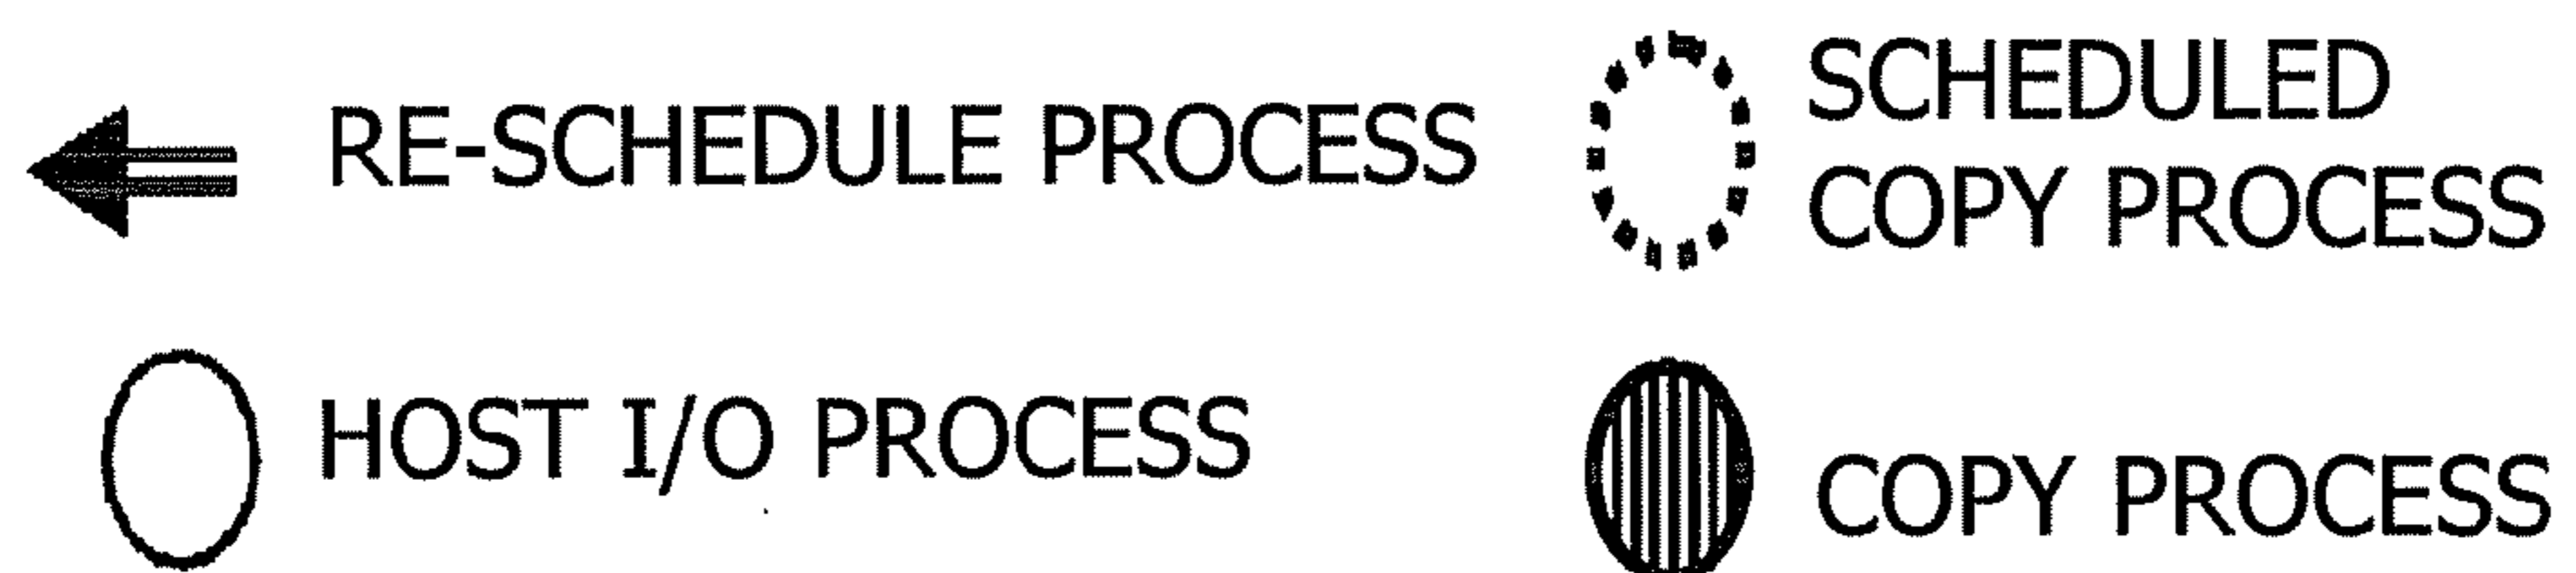 RE-SCHEDULE PROCESS
SCHEDULED
COPY PROCESS
HOST I/O PROCESS
COPY PROCESS